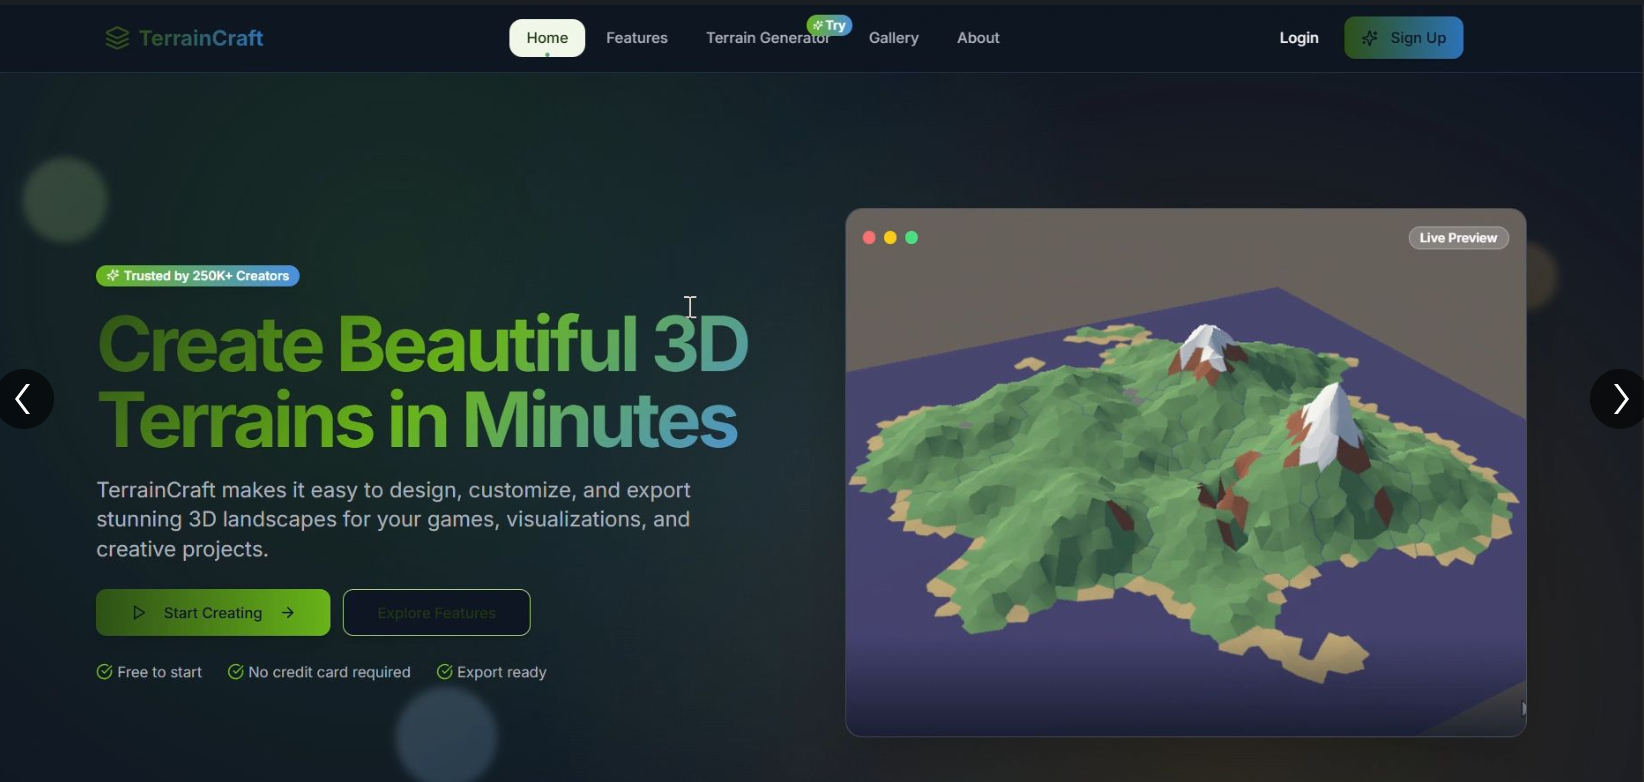 TerrainCraft
Home
Features
Terrain Generator
Try
Gallery
About
Login
Sign Up
Trusted by 250K+ Creators
Create Beautiful 3D
Terrains in Minutes
TerrainCraft makes it easy to design, customize, and export
stunning 3D landscapes for your games, visualizations, and
creative projects.
Start Creating
Explore Features
Free to start
No credit card required
Export ready
Live Preview